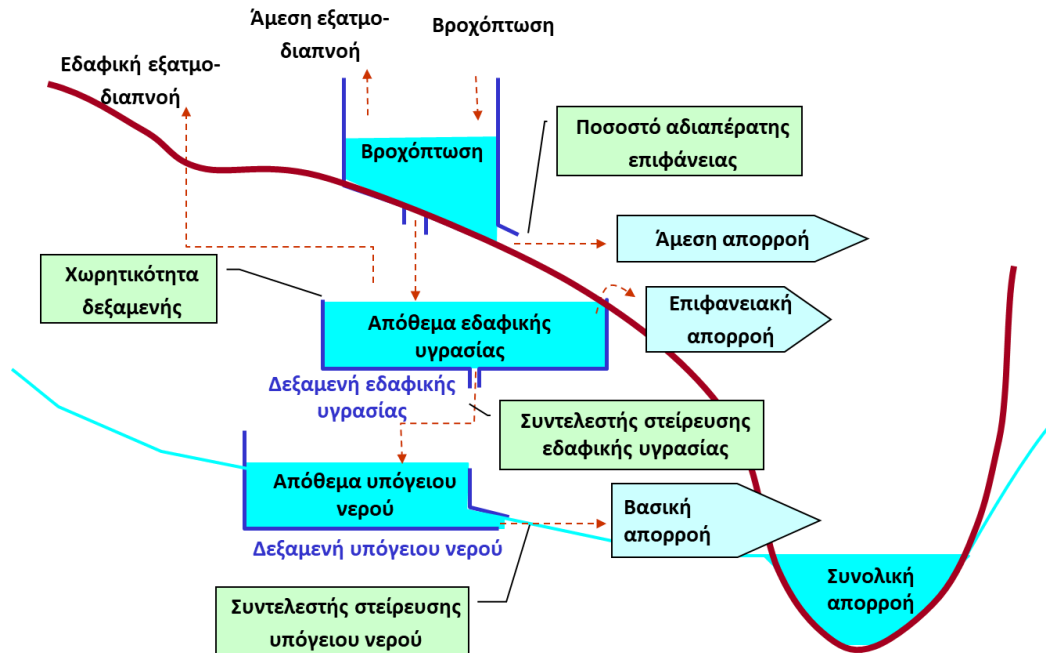 Άμεση εξατμο-
διαπνοή
Βροχόπτωση
Εδαφική εξατμο-
διαπνοή
Βροχόπτωση
Ποσοστό αδιαπέρατης
επιφάνειας
Άμεση απορροή
Χωρητικότητα
δεξαμενής
Απόθεμα εδαφικής
υγρασίας
Επιφανειακή
απορροή
Δεξαμενή εδαφικής
υγρασίας
Συντελεστής στείρευσης
εδαφικής υγρασίας
Απόθεμα υπόγειου
νερού
Βασική
απορροή
Δεξαμενή υπόγειου νερού
Συνολική
απορροή
Συντελεστής στείρευσης
υπόγειου νερού